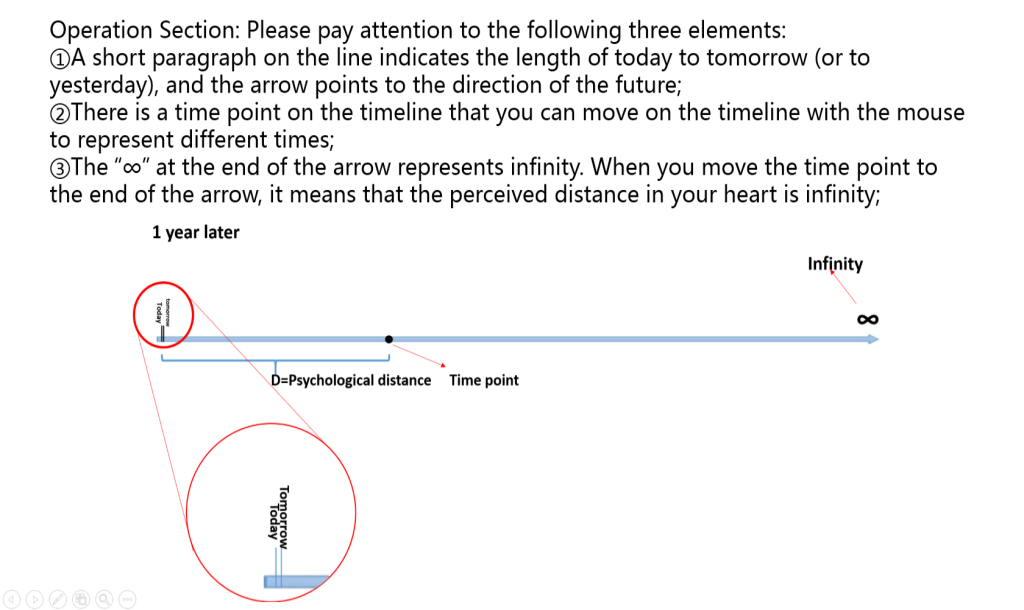 Operation Section: Please pay attention to the following three elements:
①A short paragraph on the line indicates the length of today to tomorrow (or to
yesterday), and the arrow points to the direction of the future;
②There is a time point on the timeline that you can move on the timeline with the mouse
to represent different times;
③The “∞” at the end of the arrow represents infinity. When you move the time point to
the end of the arrow, it means that the perceived distance in your heart is infinity;
1 year later
Infinity
∞
tomorrow
Today
D=Psychological distance
Time point
Tomorrow
Today